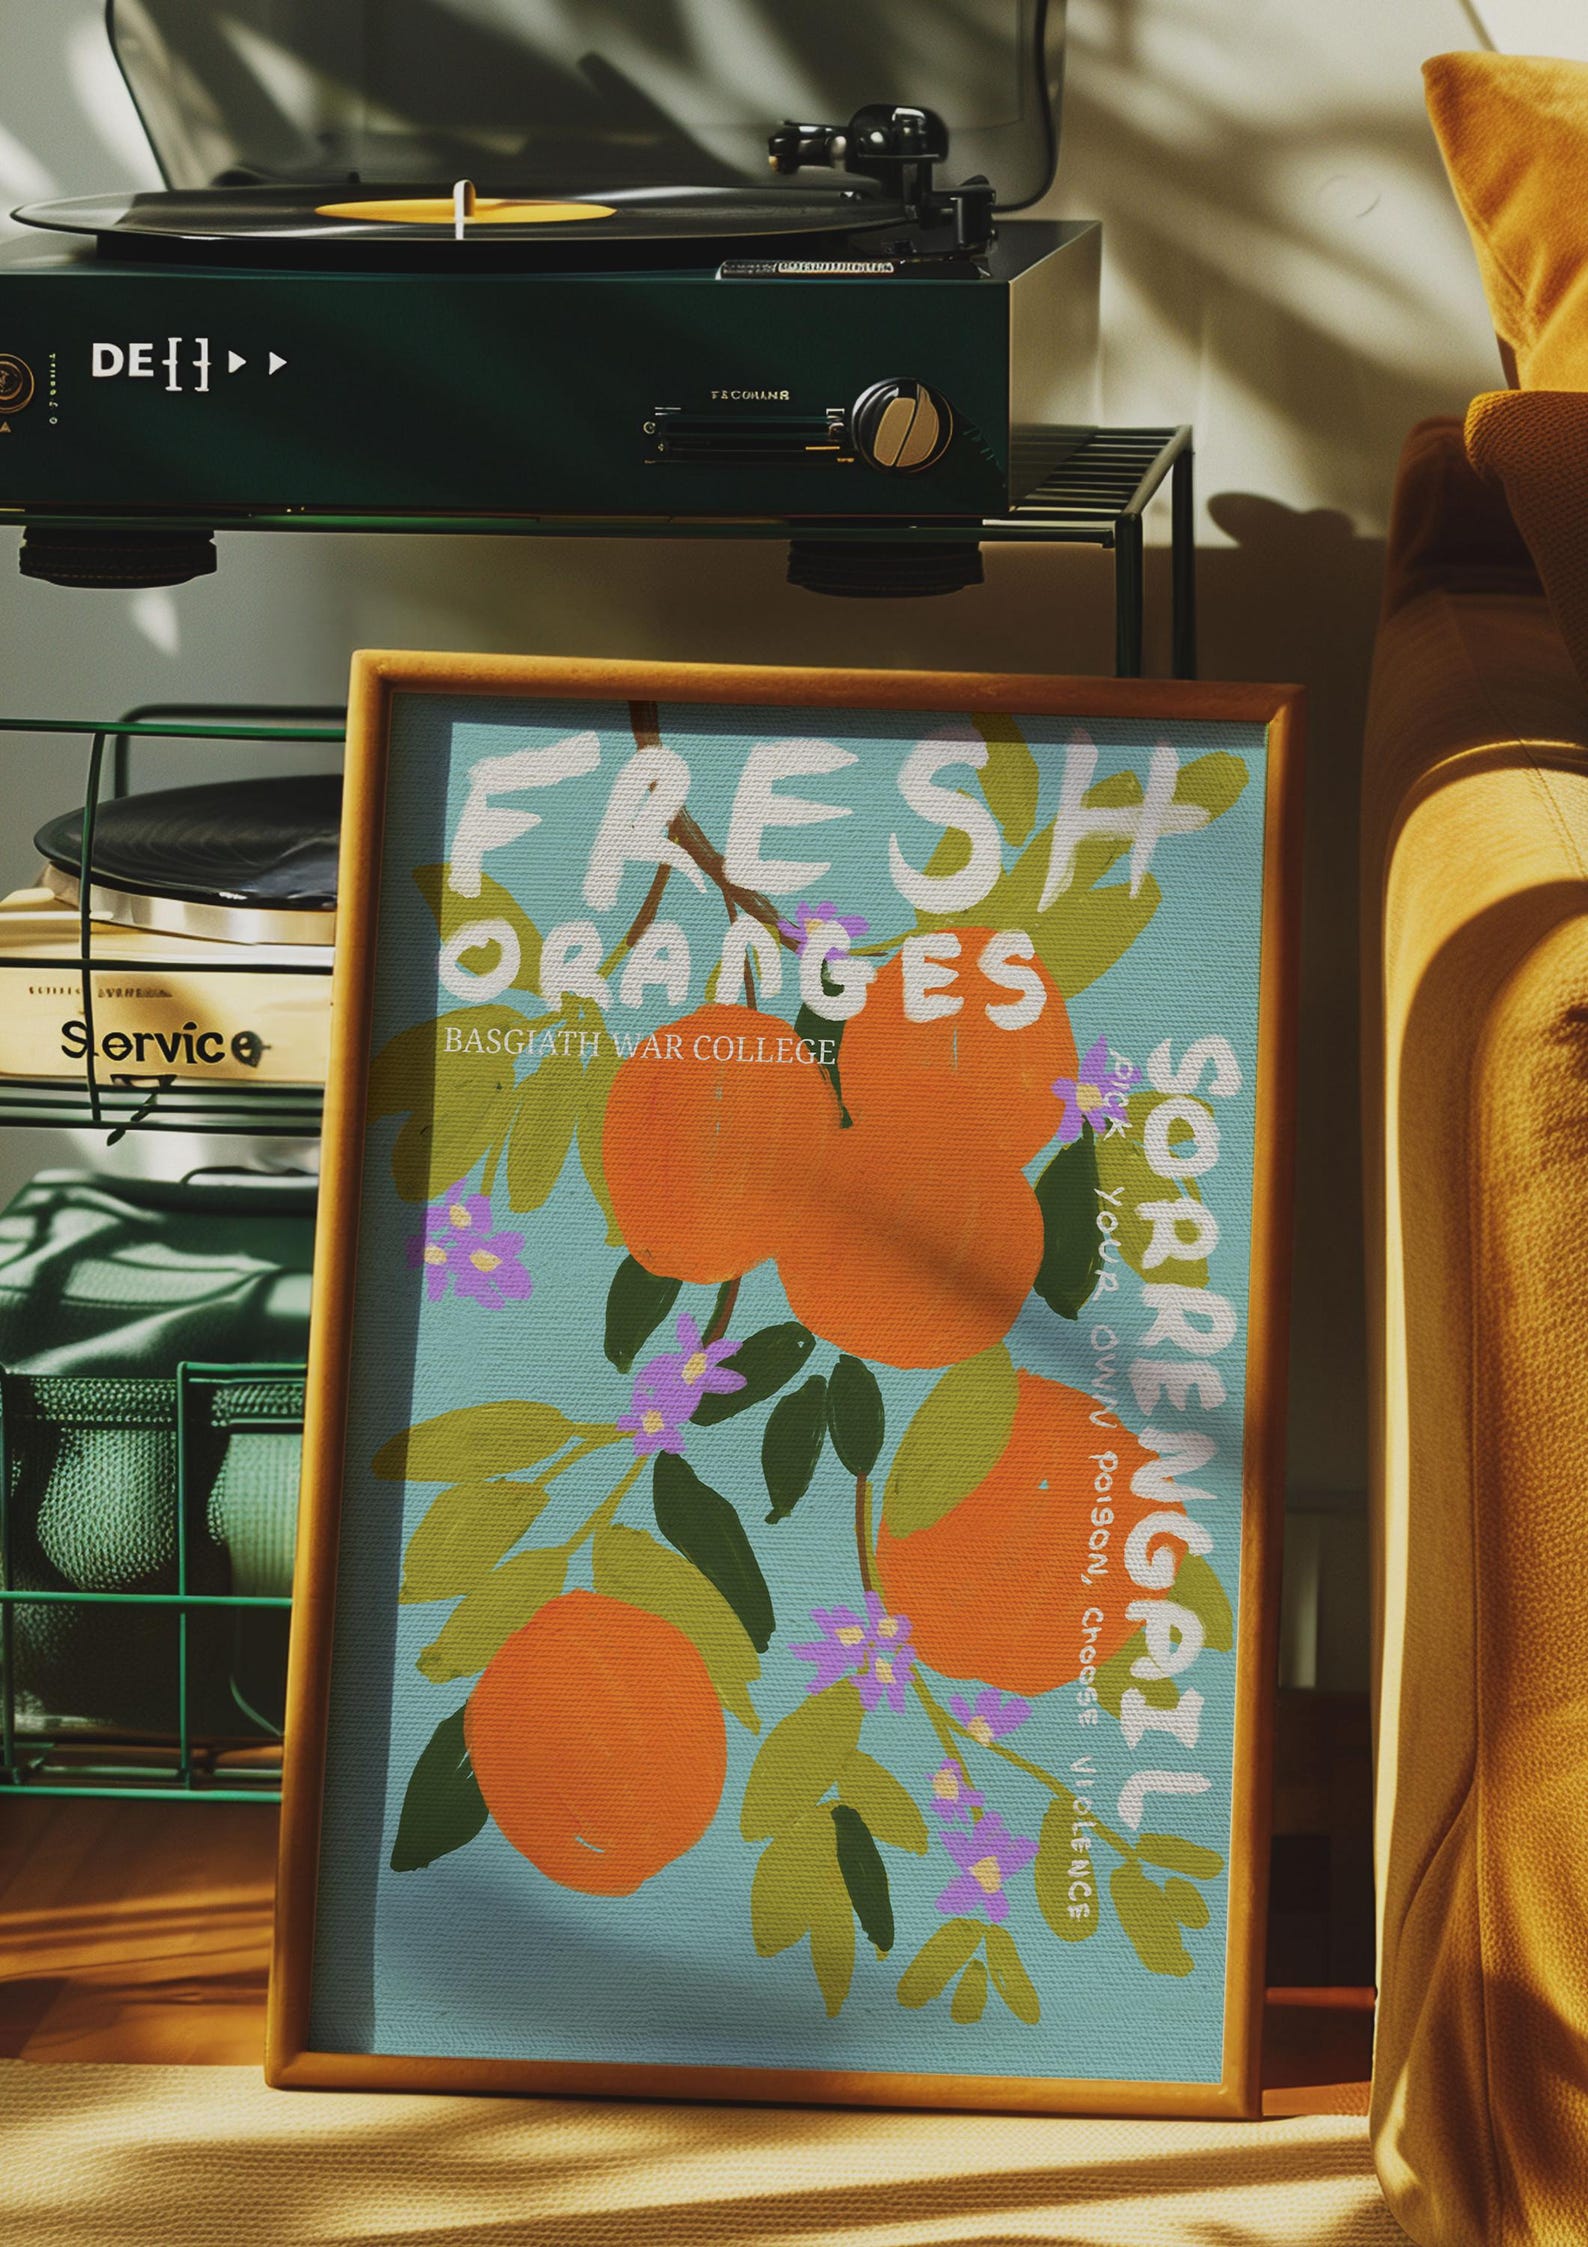 DE
Service
FRESH
ORANGES
BASGIATH WAR COLLEGE
SORRENGAIL
PICK YOUR OWN POISON, CHOOSE VIOLENCE